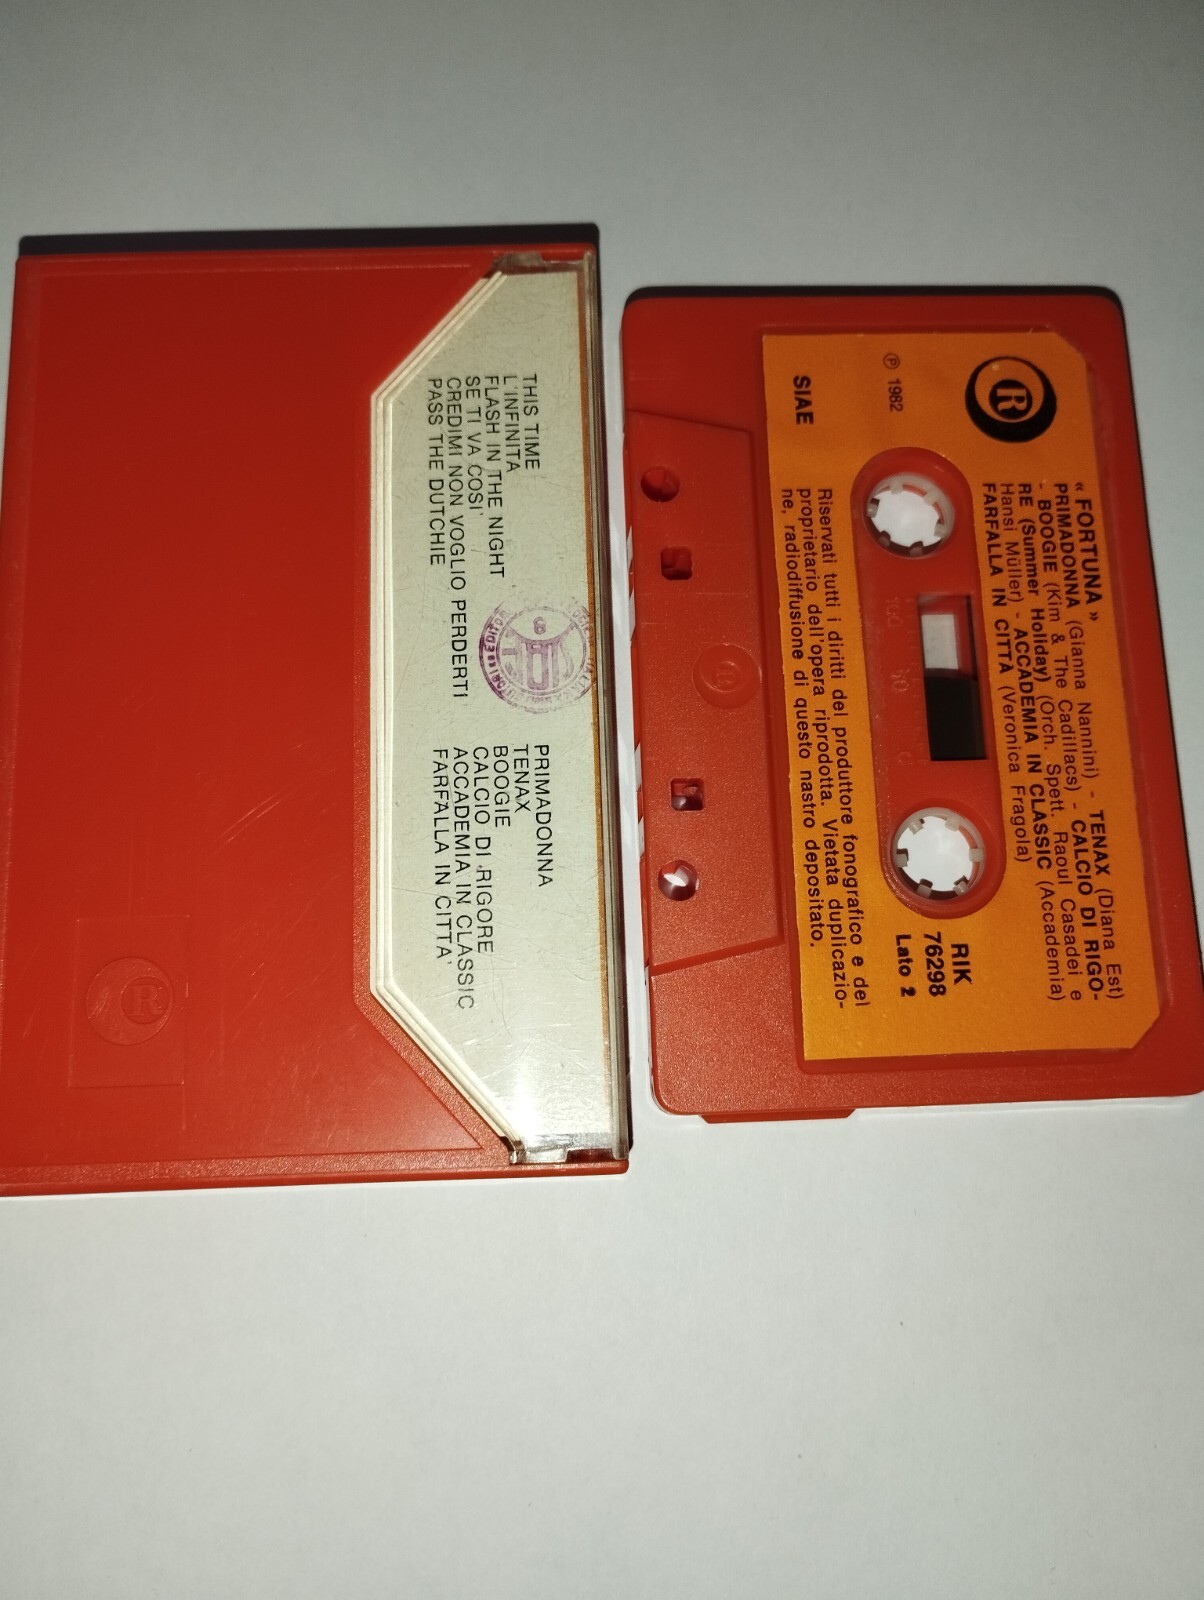 THIS TIME
L'INFINITA
FLASH IN THE NIGHT
SE TI VA COSI'
CREDIMI NON VOGLIO PERDERTI
PASS THE DUTCHIE
PRIMADONNA
TENAX
BOOGIE
CALCIO DI RIGORE
ACCADEMIA IN CLASSIC
FARFALLA IN CITTA'
R
R
« FORTUNA »
PRIMADONNA (Gianna Nannini) - TENAX (Diana Est)
- BOOGIE (Kim & The Cadillacs) - CALCIO DI RIGO-
RE (Summer Holiday) (Orch. Spett. Raoul Casadei e
Hansi Müller) - ACCADEMIA IN CLASSIC (Accademia)
FARFALLA IN CITTÀ (Veronica Fragola)
℗ 1982
SIAE
RIK
76298
Lato 2
Riservati tutti i diritti del produttore fonografico e del
proprietario dell'opera riprodotta. Vietata duplicazio-
ne, radiodiffusione di questo nastro depositato.
R